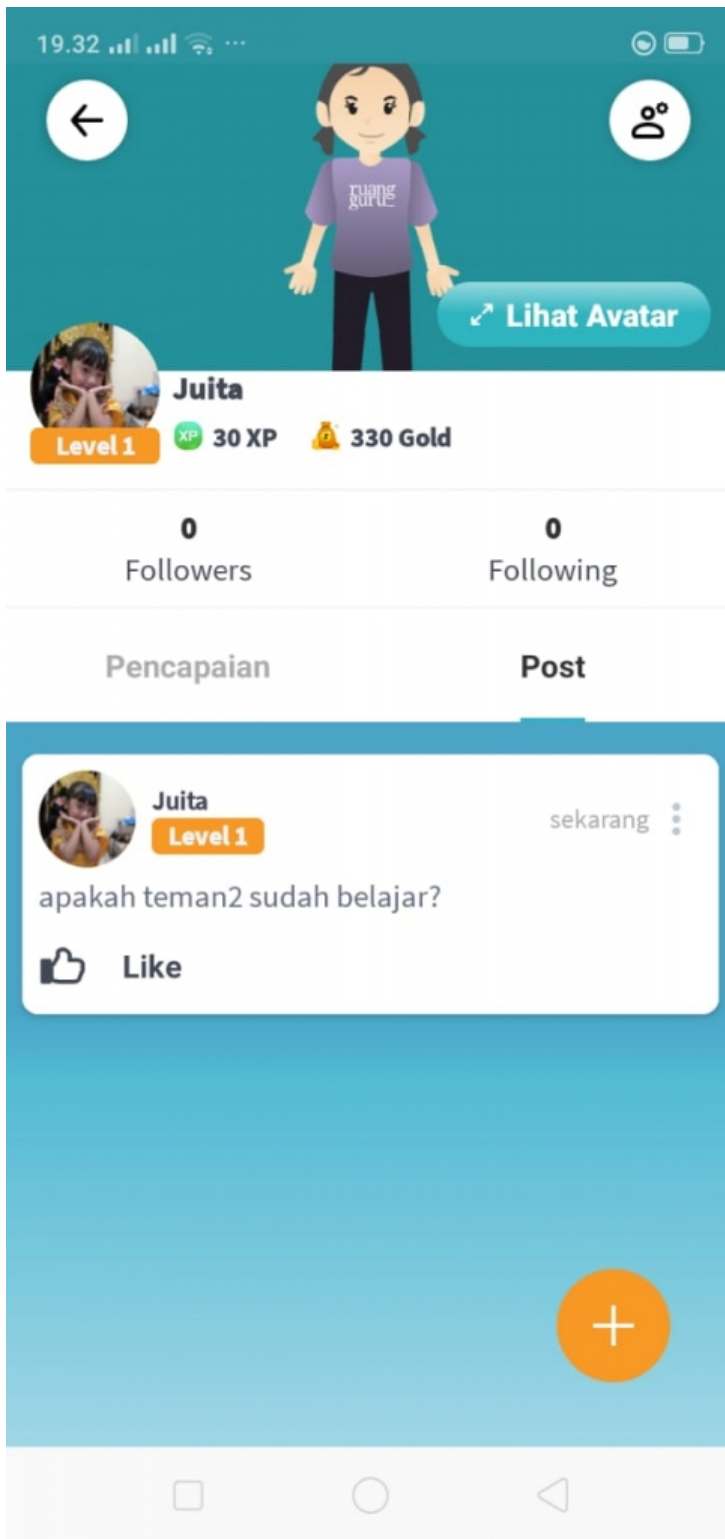 19.32
ruang
guru
Lihat Avatar
Juita
Level 1
XP 30 XP
330 Gold
0
Followers
0
Following
Pencapaian
Post
Juita
Level 1
sekarang
apakah teman2 sudah belajar?
Like